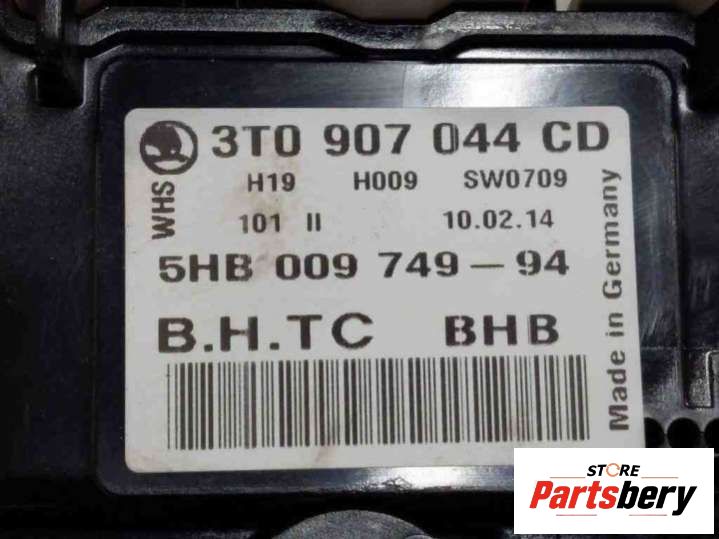 3T0 907 044 CD
WHS
H19 H009 SW0709
101 II 10.02.14
5HB 009 749 - 94
B.H.TC BHB
Made in Germany
STORE
Partsbery